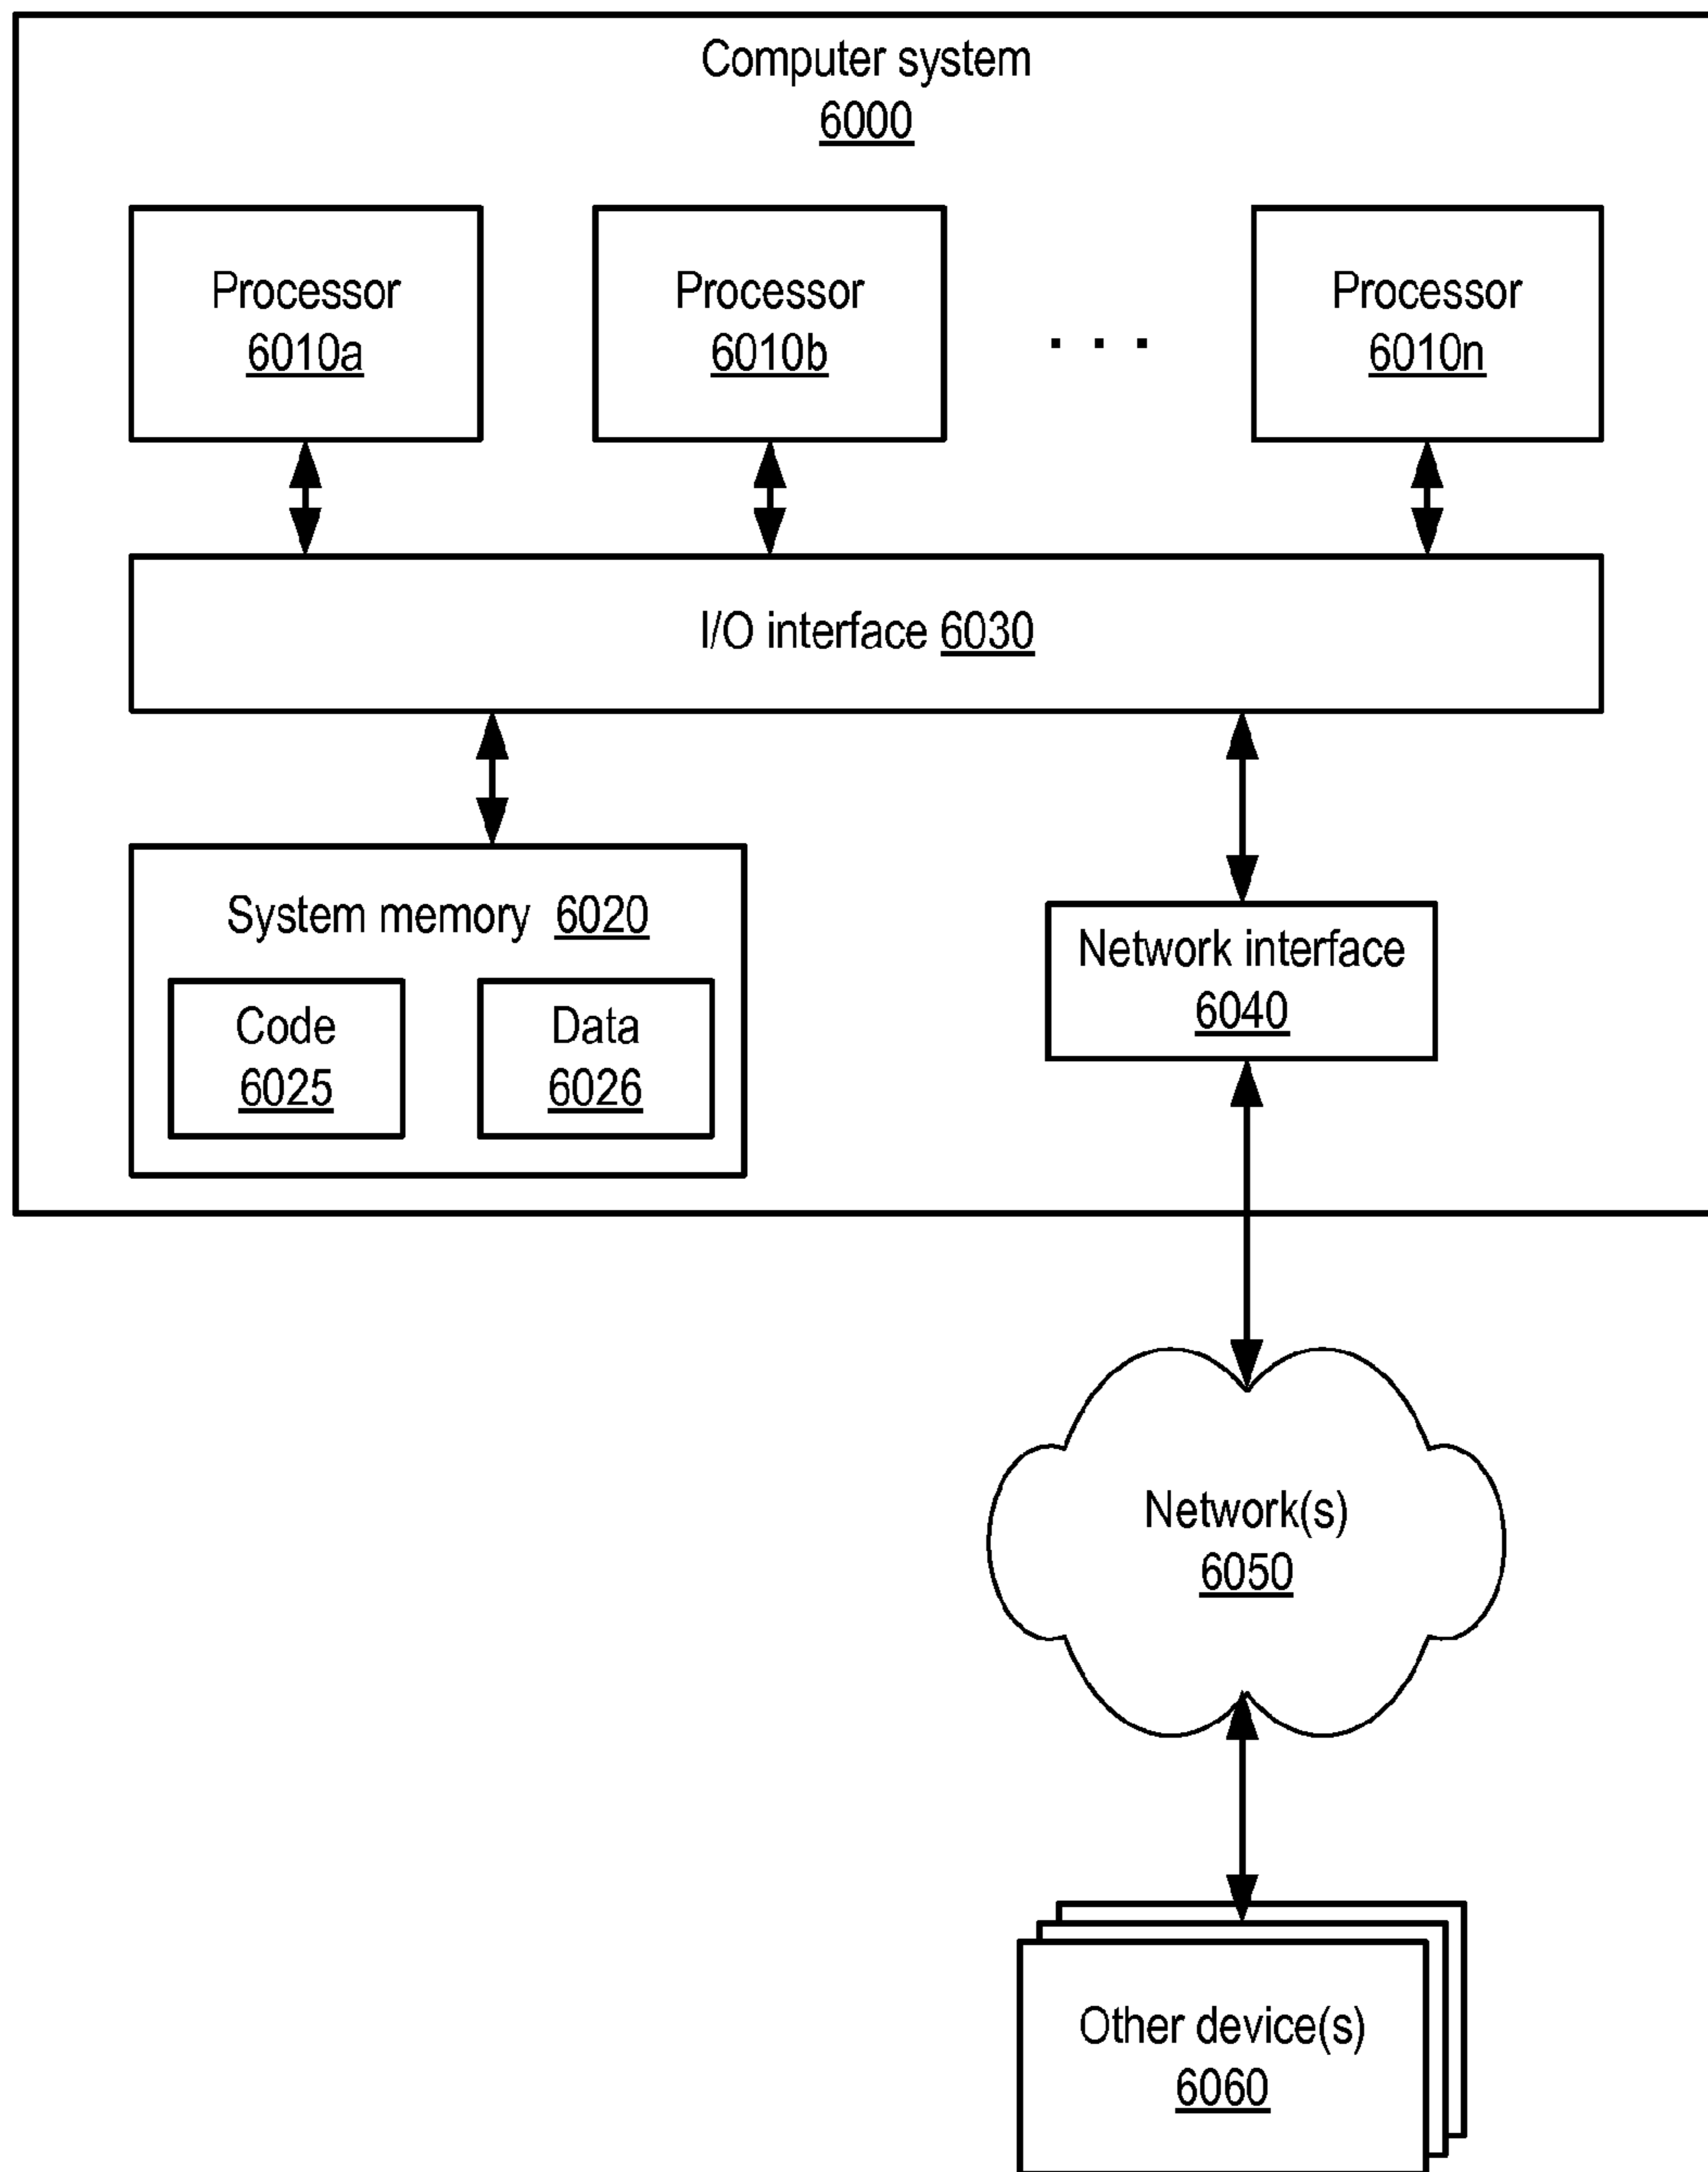 Computer system
6000
Processor
6010a
Processor
6010b
. . .
Processor
6010n
I/O interface 6030
System memory 6020
Code
6025
Data
6026
Network interface
6040
Network(s)
6050
Other device(s)
6060